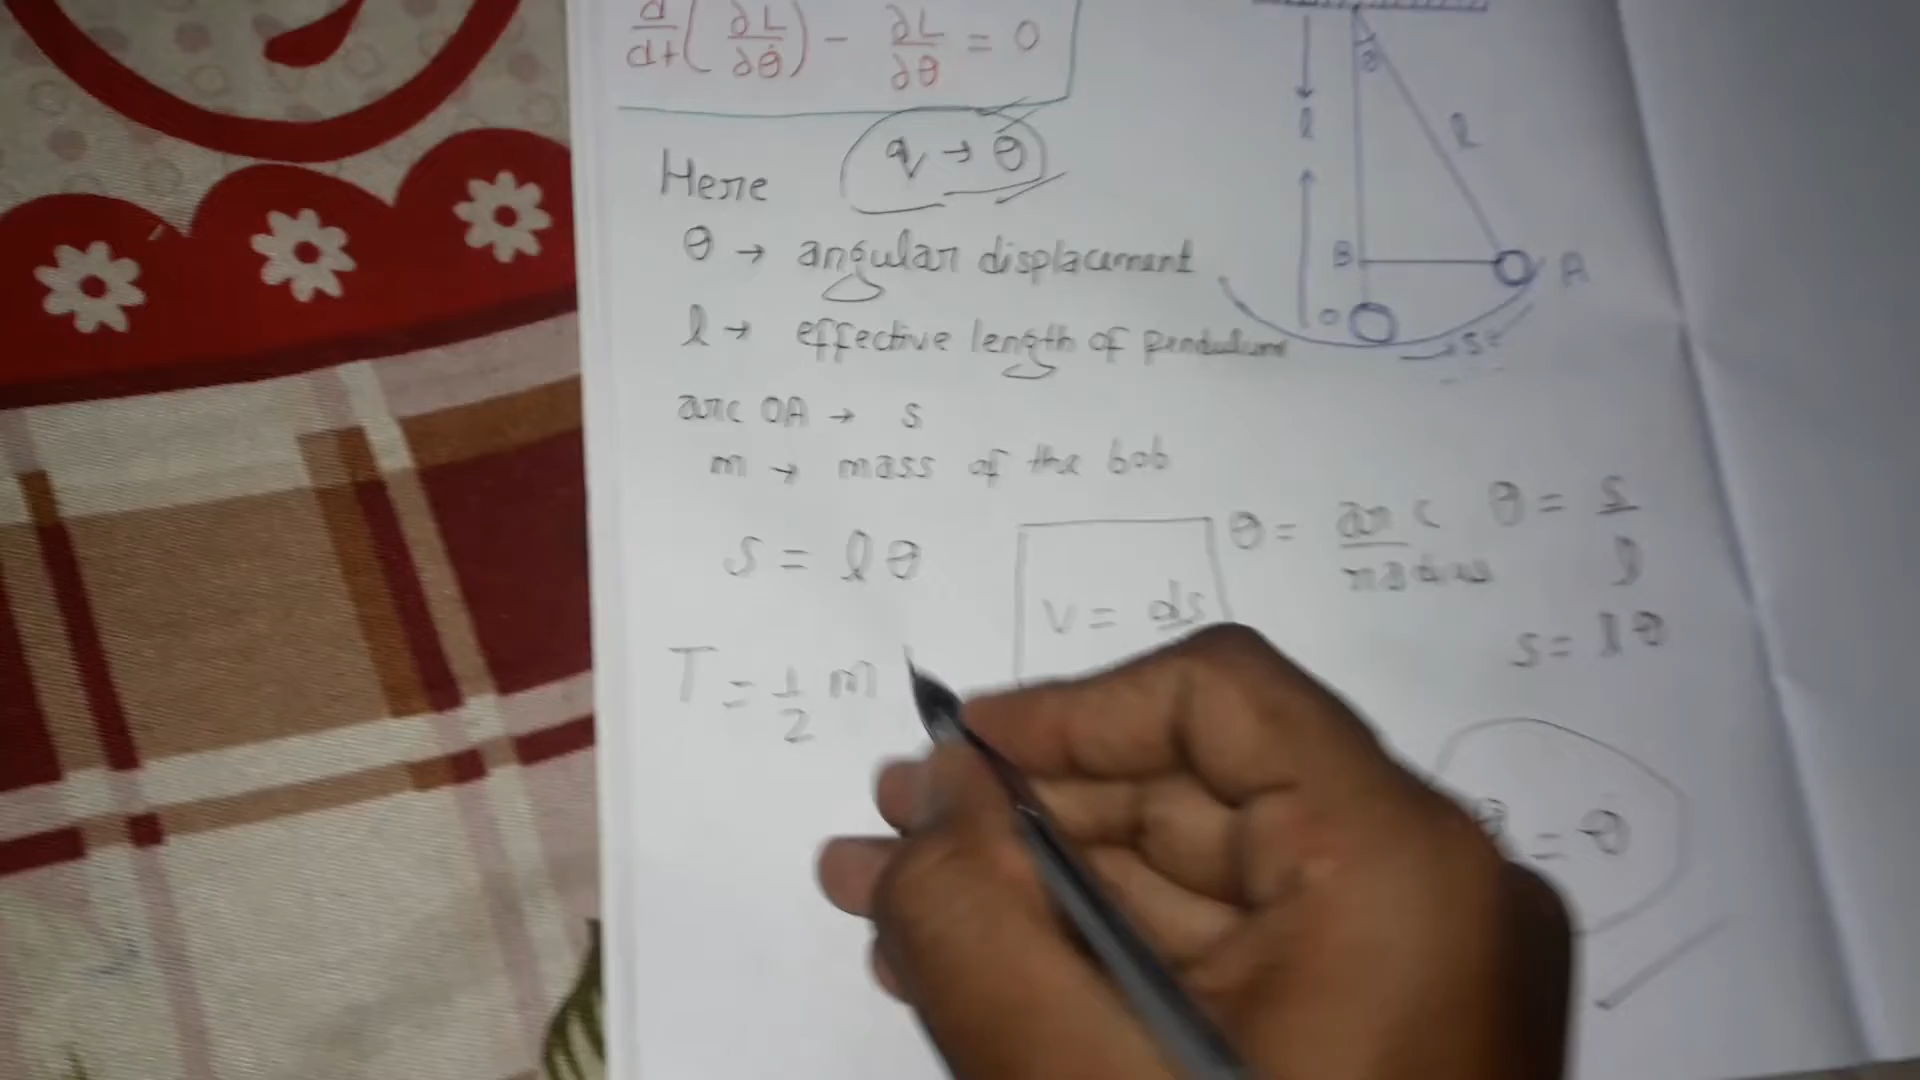 d/dt(∂L/∂θ̇) - ∂L/∂θ = 0
q → θ
Here
θ → angular displacement
l → effective length of pendulum
arc OA → s
m → mass of the bob
s = lθ
T = 1/2 m
v = ds
θ = arc/radius
θ = s/l
s = lθ
= θ
θ
l
l
B
A
O
s